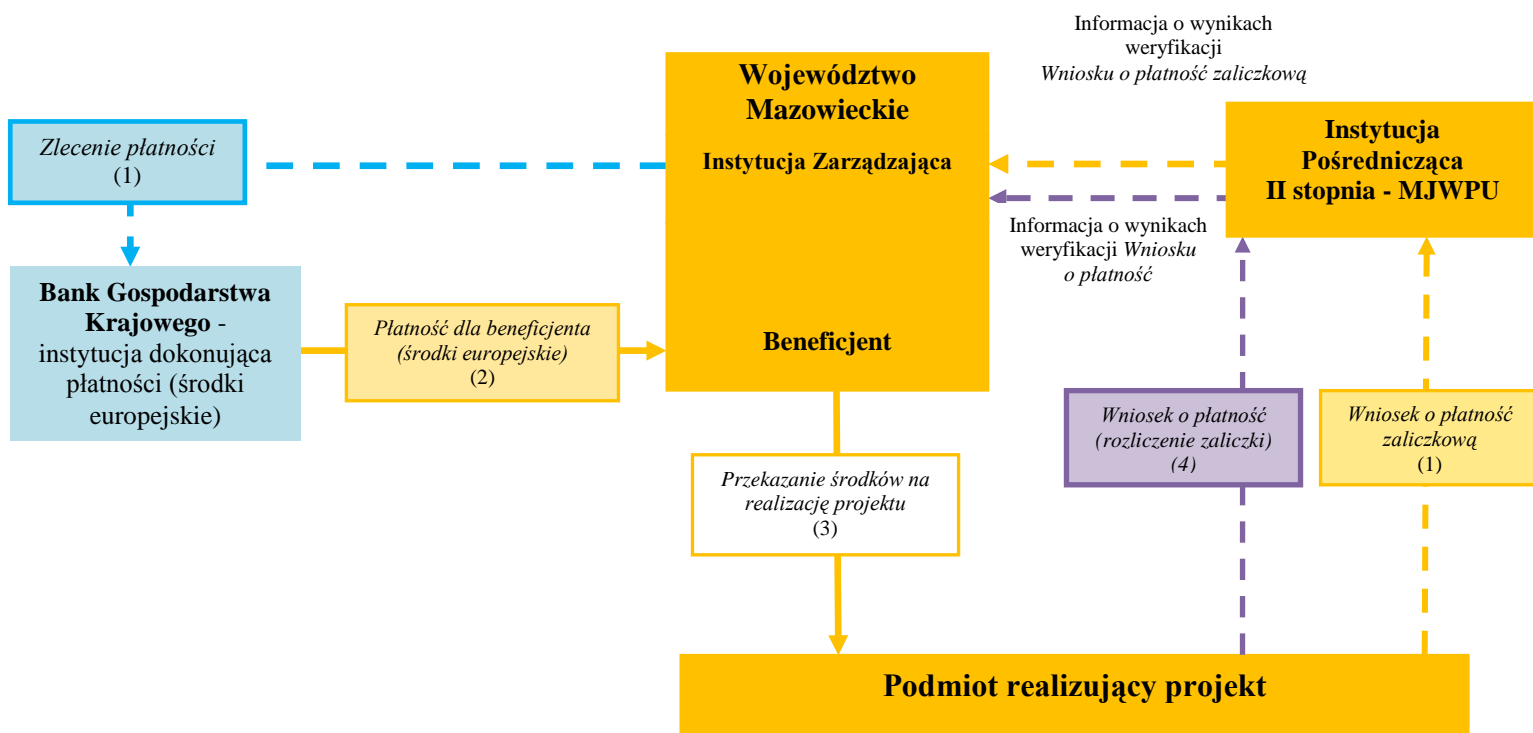 Informacja o wynikach
weryfikacji
Wniosku o płatność zaliczkową
Województwo
Mazowieckie
Instytucja Zarządzająca
Beneficjent
Zlecenie płatności
(1)
Instytucja
Pośrednicząca
II stopnia - MJWPU
Informacja o wynikach
weryfikacji Wniosku
o płatność
Bank Gospodarstwa
Krajowego -
instytucja dokonująca
płatności (środki
europejskie)
Płatność dla beneficjenta
(środki europejskie)
(2)
Wniosek o płatność
(rozliczenie zaliczki)
(4)
Wniosek o płatność
zaliczkową
(1)
Przekazanie środków na
realizację projektu
(3)
Podmiot realizujący projekt